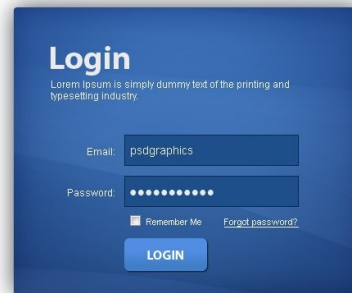 Login
Lorem Ipsum is simply dummy text of the printing and
typesetting industry.
Email: psdgraphics
Password: ●●●●●●●●●●●
Remember Me Forgot password?
LOGIN